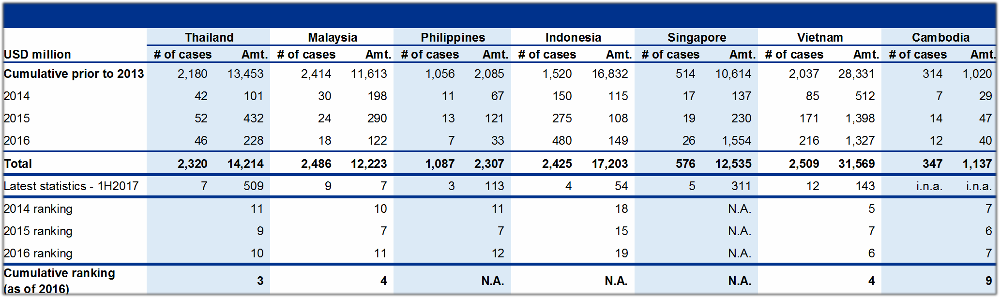 Thailand Malaysia Philippines Indonesia Singapore Vietnam Cambodia
USD million # of cases Amt. # of cases Amt. # of cases Amt. # of cases Amt. # of cases Amt. # of cases Amt. # of cases Amt.
Cumulative prior to 2013 2,180 13,453 2,414 11,613 1,056 2,085 1,520 16,832 514 10,614 2,037 28,331 314 1,020
2014 42 101 30 198 11 67 150 115 17 137 85 512 7 29
2015 52 432 24 290 13 121 275 108 19 230 171 1,398 14 47
2016 46 228 18 122 7 33 480 149 26 1,554 216 1,327 12 40
Total 2,320 14,214 2,486 12,223 1,087 2,307 2,425 17,203 576 12,535 2,509 31,569 347 1,137
Latest statistics - 1H2017 7 509 9 7 3 113 4 54 5 311 12 143 i.n.a. i.n.a.
2014 ranking 11 10 11 18 N.A. 5 7
2015 ranking 9 7 7 15 N.A. 7 6
2016 ranking 10 11 12 19 N.A. 6 7
Cumulative ranking
(as of 2016) 3 4 N.A. N.A. N.A. 4 9